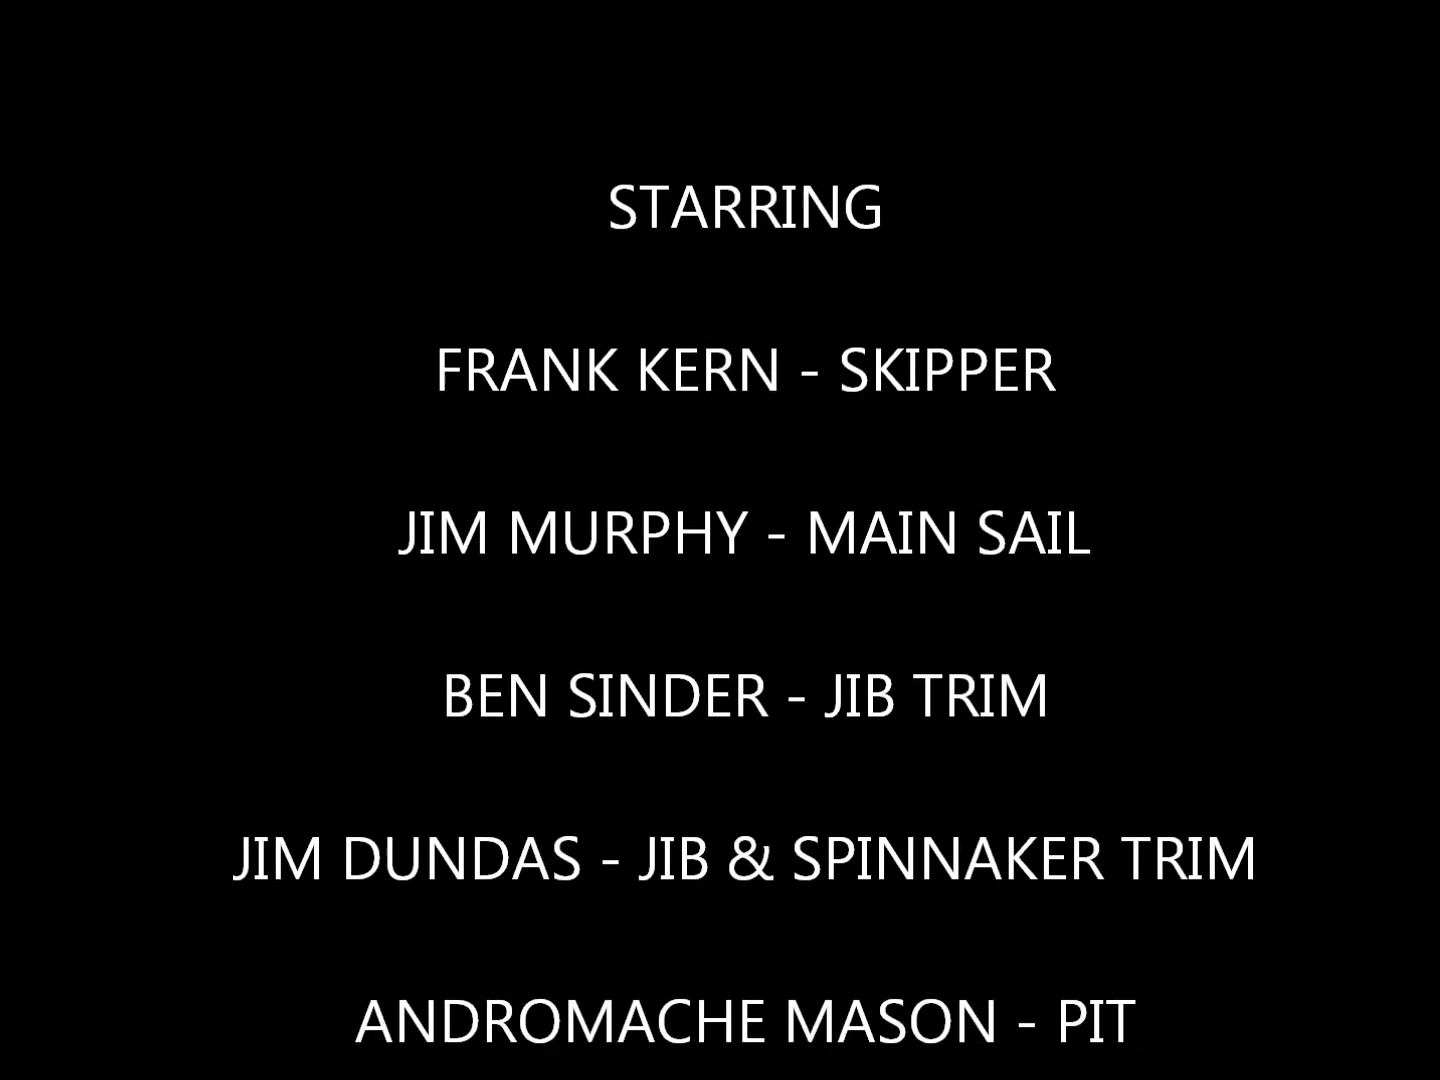 STARRING
FRANK KERN - SKIPPER
JIM MURPHY - MAIN SAIL
BEN SINDER - JIB TRIM
JIM DUNDAS - JIB & SPINNAKER TRIM
ANDROMACHE MASON - PIT